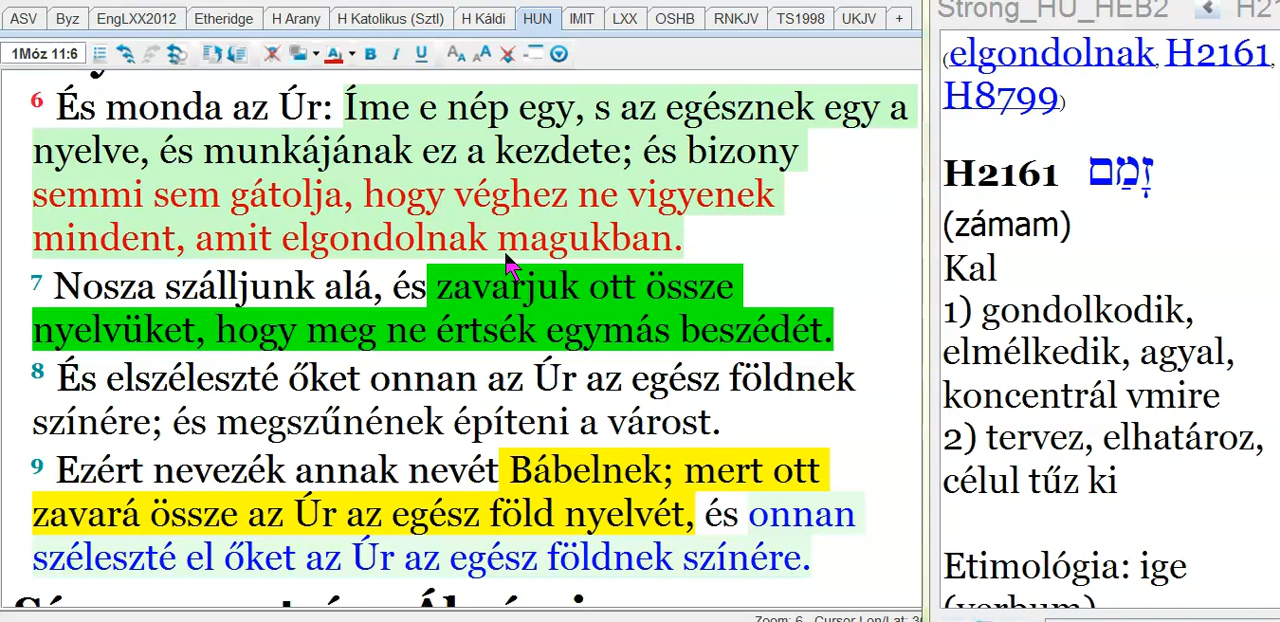 ASV Byz EngLXX2012 Etheridge H Arany H Katolikus (Sztl) H Káldi HUN IMIT LXX OSHB RNKJV TS1998 UKJV +
1Móz 11:6
6 És monda az Úr: Íme e nép egy, s az egésznek egy a
nyelve, és munkájának ez a kezdete; és bizony
semmi sem gátolja, hogy véghez ne vigyenek
mindent, amit elgondolnak magukban.
7 Nosza szálljunk alá, és zavarjuk ott össze
nyelvüket, hogy meg ne értsék egymás beszédét.
8 És elszéleszté őket onnan az Úr az egész földnek
színére; és megszűnének építeni a várost.
9 Ezért nevezék annak nevét Bábelnek; mert ott
zavará össze az Úr az egész föld nyelvét, és onnan
széleszté el őket az Úr az egész földnek színére.
Zoom: 6 Cursor Lon/Lat:
Strong_HU_HEB2
(elgondolnak, H2161,
H8799)
H2161 זָמַם
(zámam)
Kal
1) gondolkodik,
elmélkedik, agyal,
koncentrál vmire
2) tervez, elhatároz,
célul tűz ki
Etimológia: ige
(verbum)